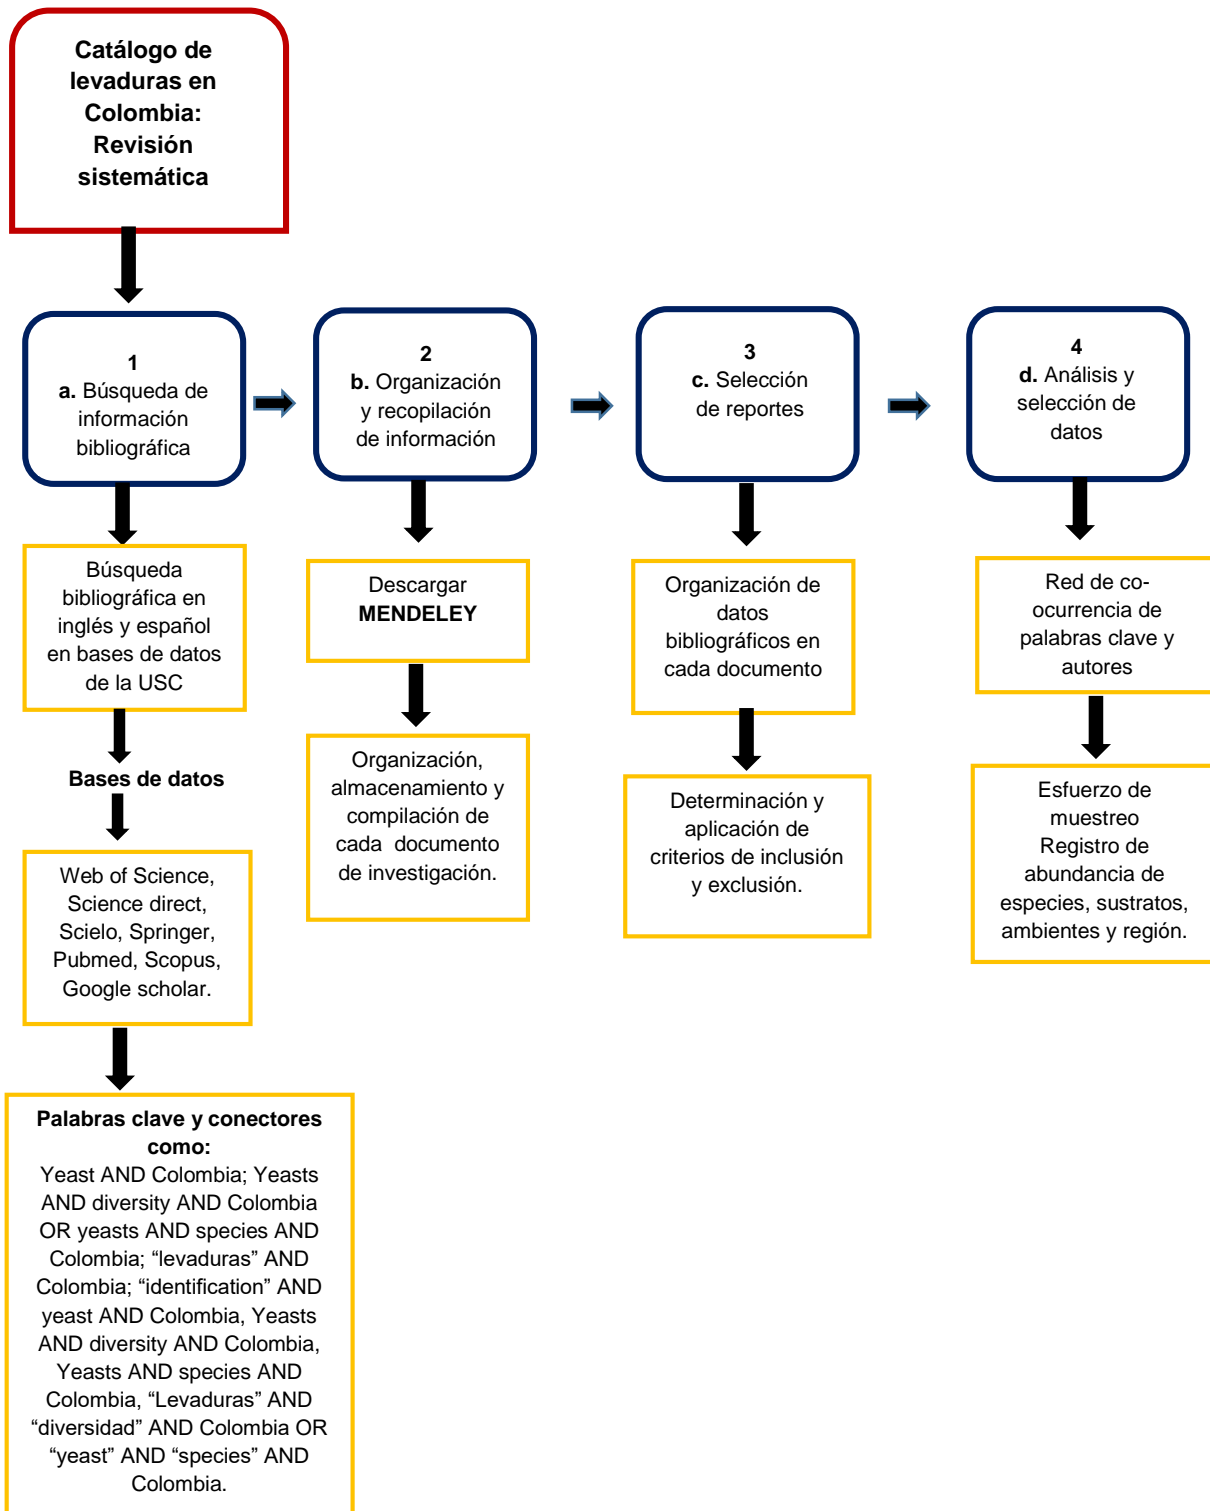 Catálogo de
levaduras en
Colombia:
Revisión
sistemática
1
a. Búsqueda de
información
bibliográfica
2
b. Organización
y recopilación
de información
3
c. Selección
de reportes
4
d. Análisis y
selección de
datos
Búsqueda
bibliográfica en
inglés y español
en bases de datos
de la USC
Bases de datos
Web of Science,
Science direct,
Scielo, Springer,
Pubmed, Scopus,
Google scholar.
Palabras clave y conectores
como:
Yeast AND Colombia; Yeasts
AND diversity AND Colombia
OR yeasts AND species AND
Colombia; “levaduras” AND
Colombia; “identification” AND
yeast AND Colombia, Yeasts
AND diversity AND Colombia,
Yeasts AND species AND
Colombia, “Levaduras” AND
“diversidad” AND Colombia OR
“yeast” AND “species” AND
Colombia.
Descargar
MENDELEY
Organización,
almacenamiento y
compilación de
cada documento
de investigación.
Organización de
datos
bibliográficos en
cada documento
Determinación y
aplicación de
criterios de inclusión
y exclusión.
Red de co-
ocurrencia de
palabras clave y
autores
Esfuerzo de
muestreo
Registro de
abundancia de
especies, sustratos,
ambientes y región.